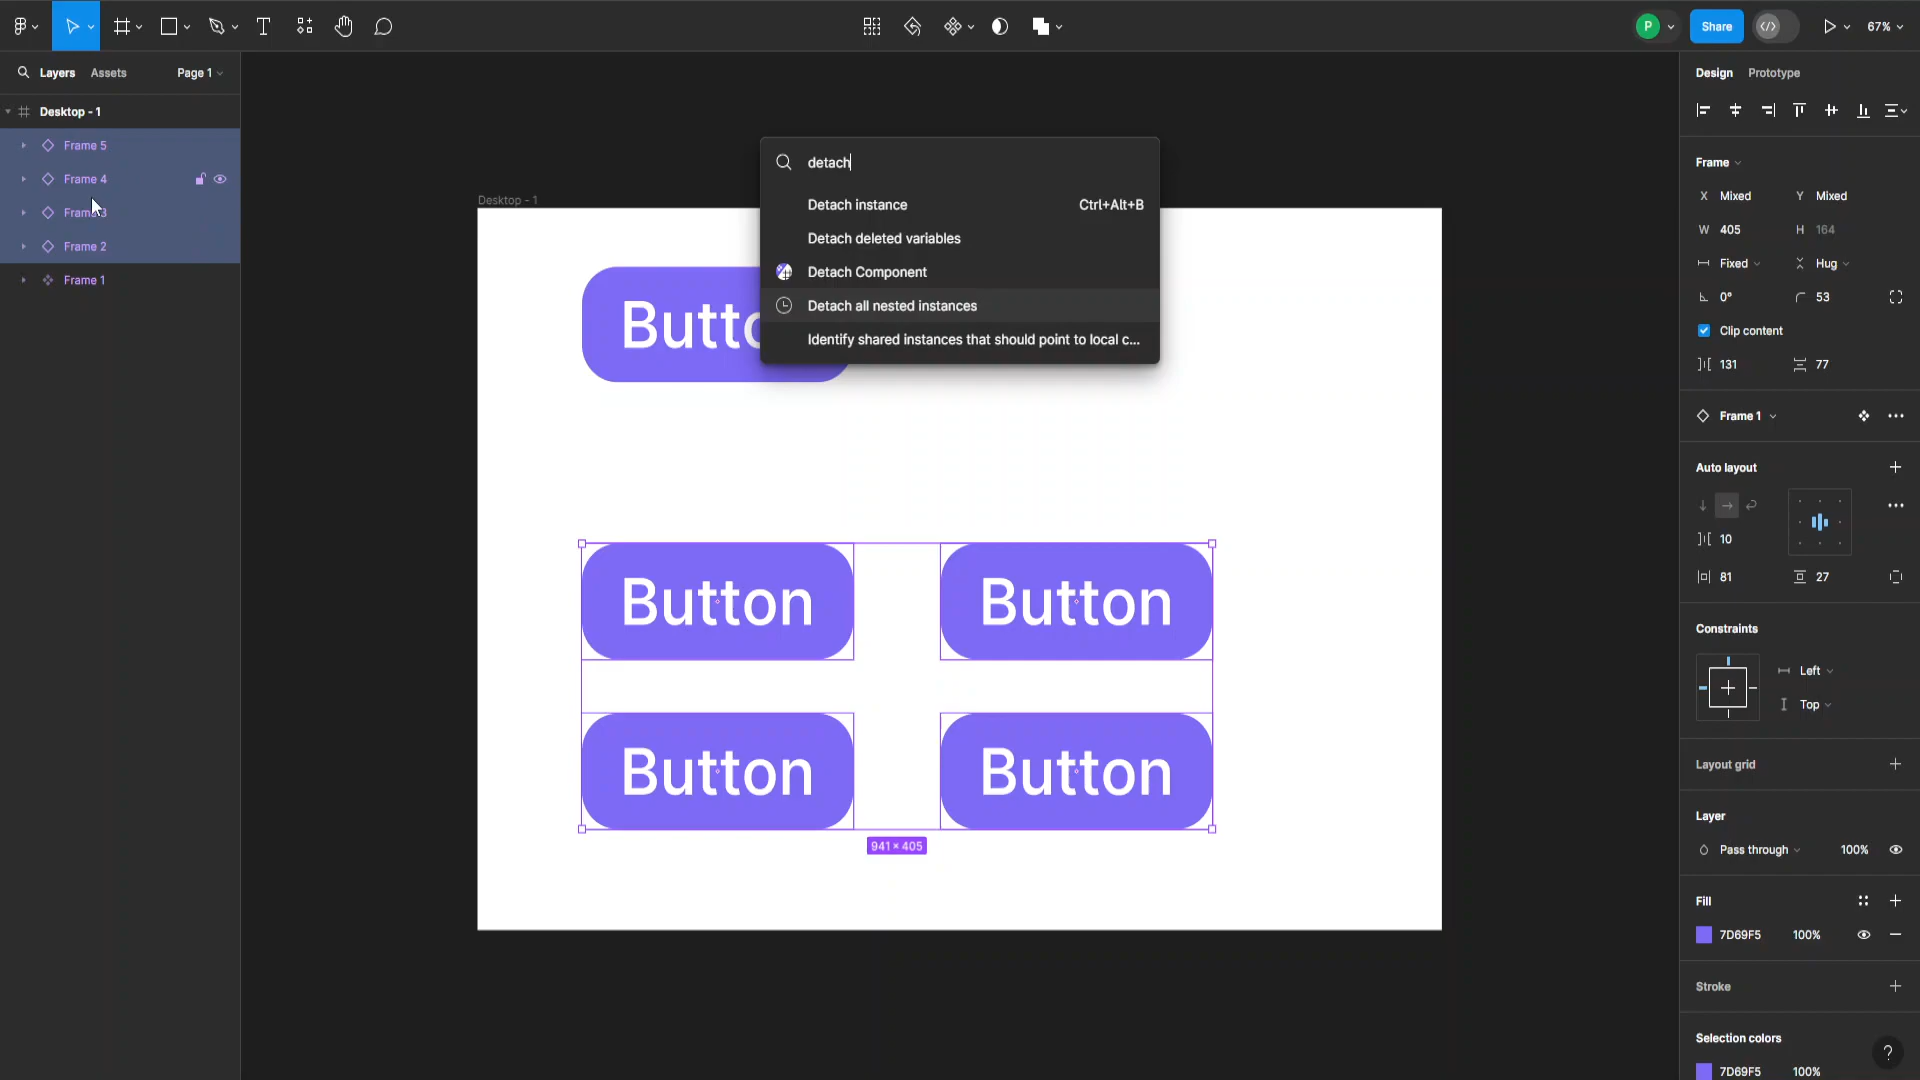 P
Share
67%
Layers
Assets
Page 1
Desktop - 1
Frame 5
Frame 4
Frame 3
Frame 2
Frame 1
Desktop - 1
detach
Detach instance
Ctrl+Alt+B
Detach deleted variables
Detach Component
Detach all nested instances
Identify shared instances that should point to local c...
Button
Button
Button
Button
941 × 405
Design
Prototype
Frame
X Mixed
Y Mixed
W 405
H 164
Fixed
Hug
0°
53
Clip content
131
77
Frame 1
Auto layout
10
81
27
Constraints
Left
Top
Layout grid
Layer
Pass through
100%
Fill
7D69F5
100%
Stroke
Selection colors
7D69F5
100%
?